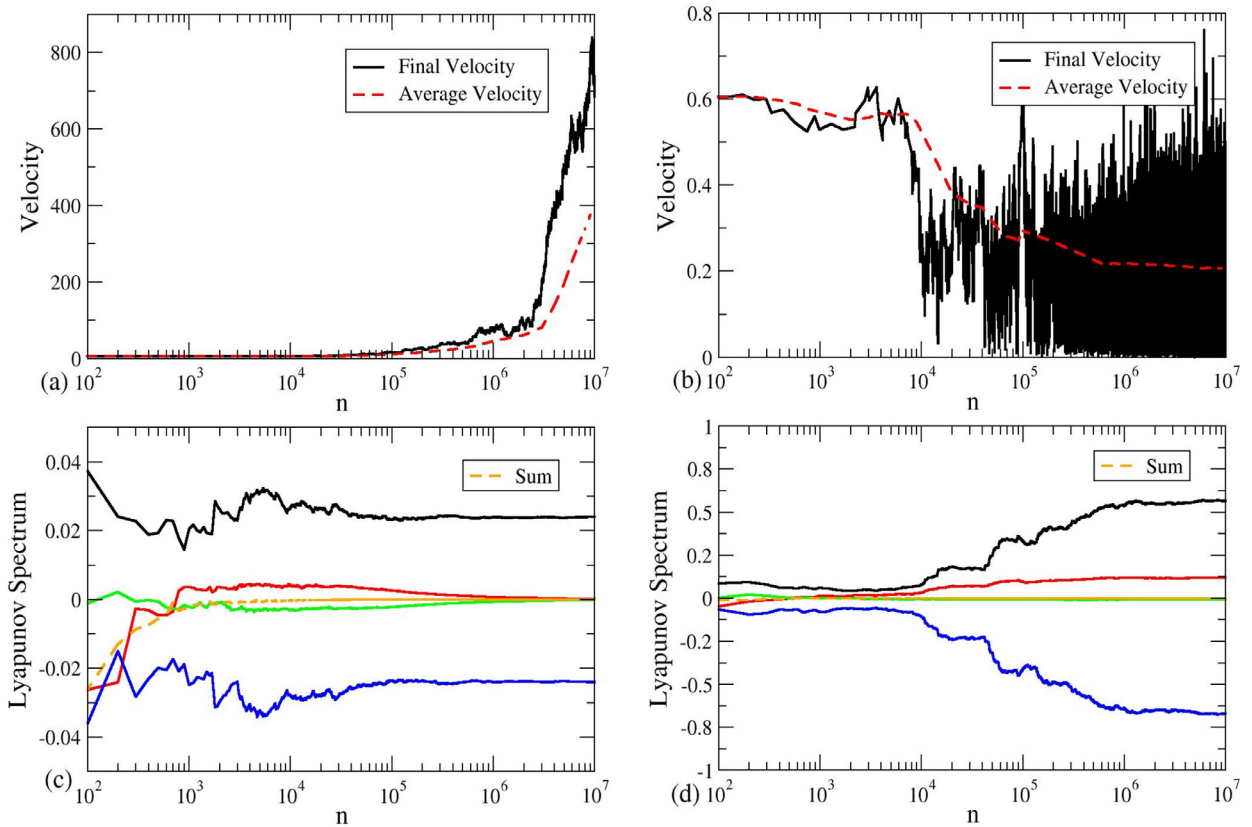 800
600
400
200
0
Velocity
Final Velocity
Average Velocity
10^2 10^3 10^4 10^5 10^6 10^7
(a)
n
0.8
0.6
0.4
0.2
0
Velocity
Final Velocity
Average Velocity
10^2 10^3 10^4 10^5 10^6 10^7
(b)
n
0.04
0.02
0
-0.02
-0.04
Lyapunov Spectrum
Sum
10^2 10^3 10^4 10^5 10^6 10^7
(c)
n
1
0.8
0.5
0.2
0
-0.2
-0.5
-0.8
-1
Lyapunov Spectrum
Sum
10^2 10^3 10^4 10^5 10^6 10^7
(d)
n